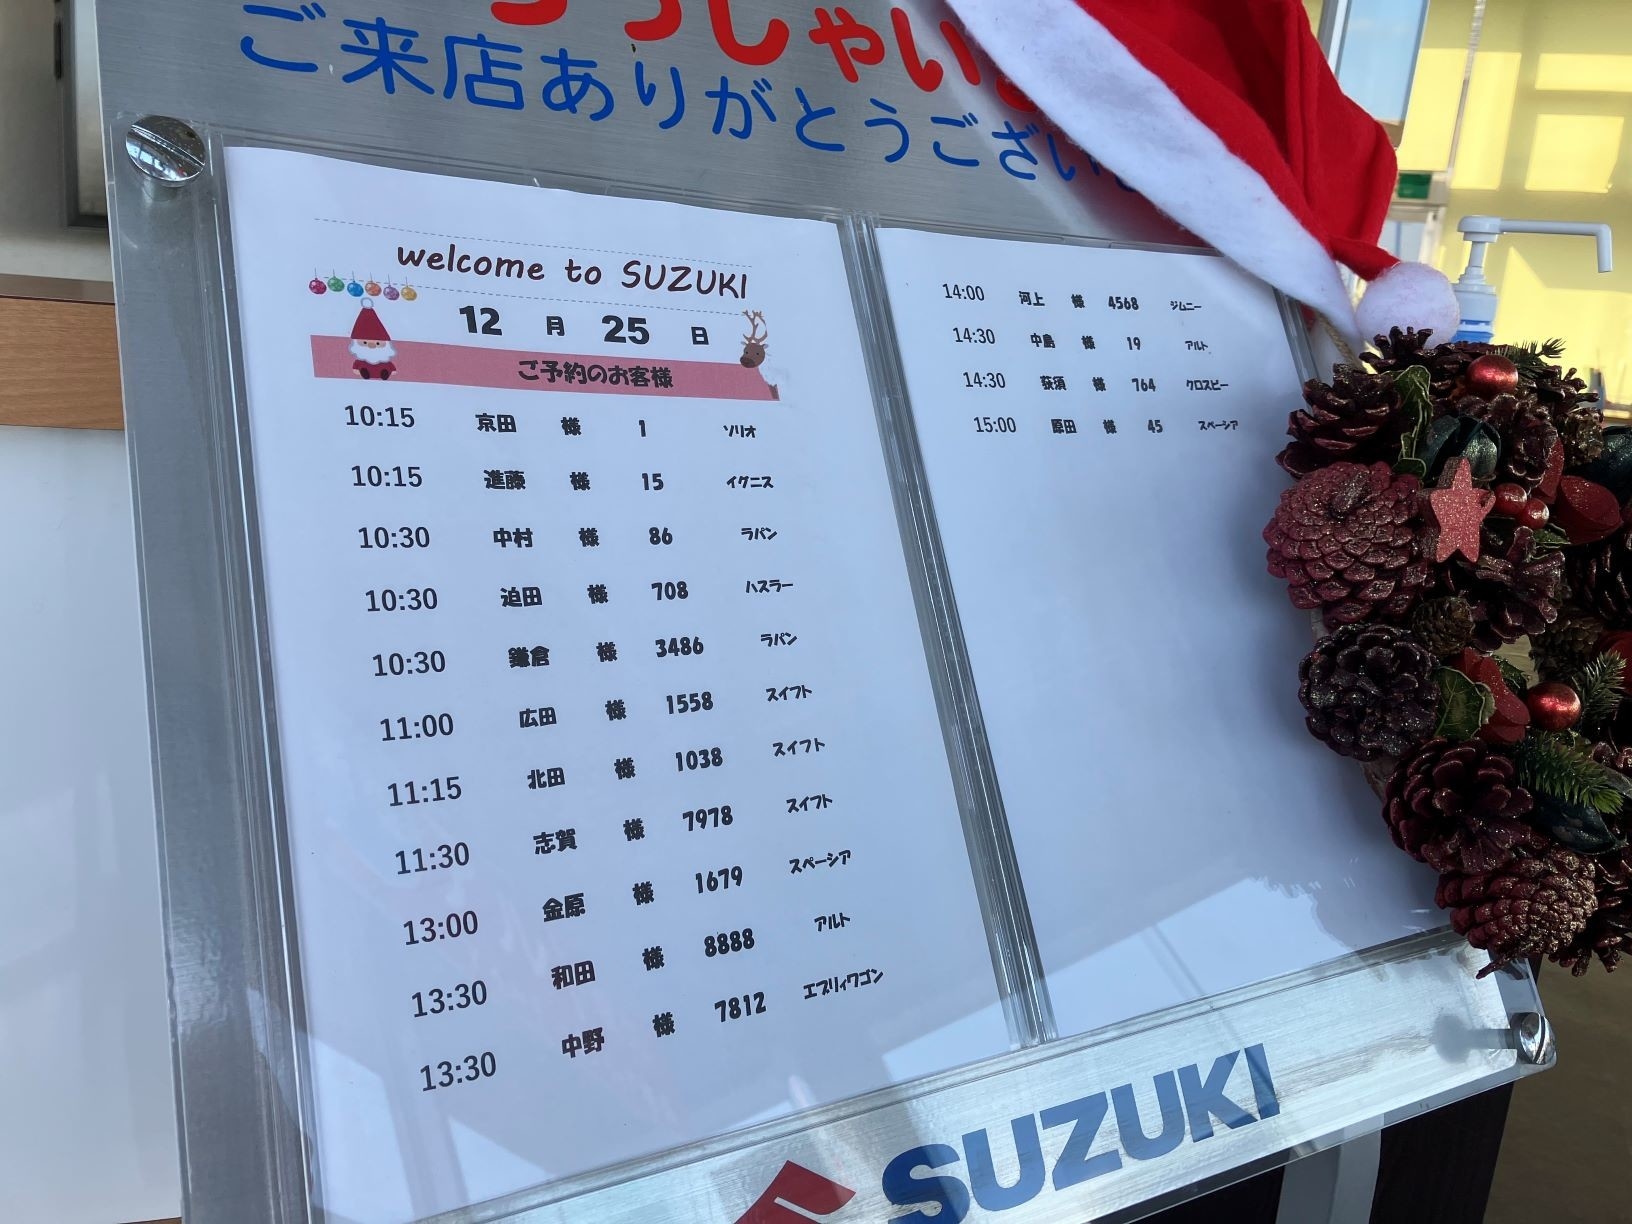 っしゃい
ご来店ありがとうござい
welcome to SUZUKI
12 月 25 日
ご予約のお客様
10:15 京田 様 1 ソリオ
10:15 進藤 様 15 イグニス
10:30 中村 様 86 ラパン
10:30 迫田 様 708 ハスラー
10:30 鎌倉 様 3486 ラパン
11:00 広田 様 1558 スイフト
11:15 北田 様 1038 スイフト
11:30 志賀 様 7978 スイフト
13:00 金原 様 1679 スペーシア
13:30 和田 様 8888 アルト
13:30 中野 様 7812 エブリィワゴン
14:00 河上 様 4568 ジムニー
14:30 中島 様 19 アルト
14:30 荻須 様 764 クロスビー
15:00 原田 様 45 スペーシア
SUZUKI